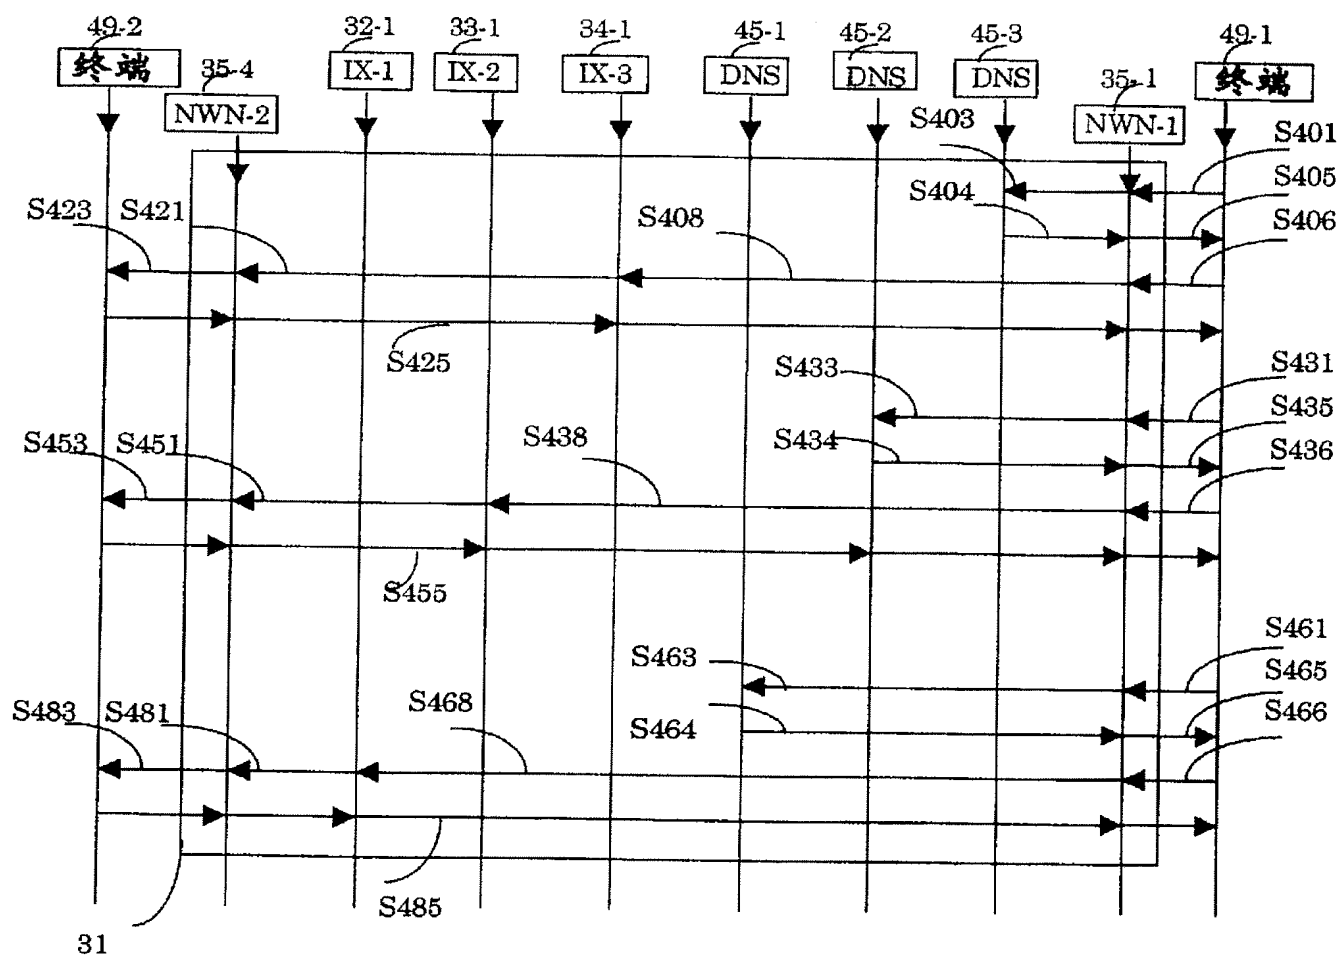 49-2
32-1
33-1
34-1
45-1
45-2
45-3
49-1
终端
35-4
IX-1
IX-2
IX-3
DNS
DNS
DNS
35-1
终端
NWN-2
NWN-1
S403
S401
S405
S404
S423
S421
S408
S406
S425
S433
S431
S435
S453
S451
S438
S434
S436
S455
S463
S461
S465
S483
S481
S468
S464
S466
S485
31